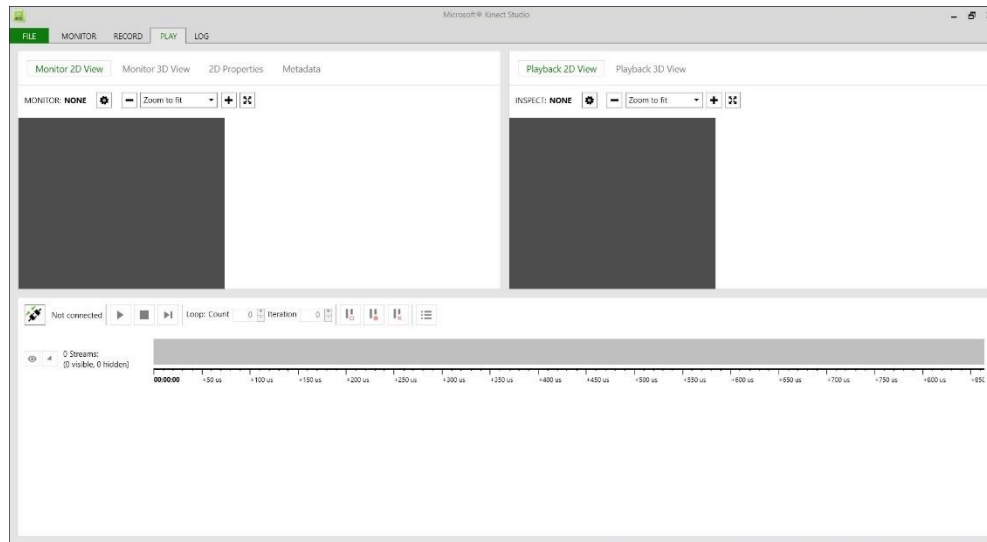 Microsoft® Kinect Studio
FILE MONITOR RECORD PLAY LOG
Monitor 2D View Monitor 3D View 2D Properties Metadata
MONITOR: NONE Zoom to fit
Playback 2D View Playback 3D View
INSPECT: NONE Zoom to fit
Not connected Loop: Count 0 Iteration 0
0 Streams:
(0 visible, 0 hidden)
00:00:00 +50 us +100 us +150 us +200 us +250 us +300 us +350 us +400 us +450 us +500 us +550 us +600 us +650 us +700 us +750 us +800 us